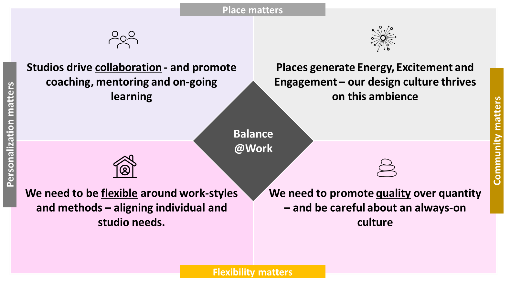 Place matters
Studios drive collaboration - and promote
coaching, mentoring and on-going
learning
Places generate Energy, Excitement and
Engagement – our design culture thrives
on this ambience
Personalization matters
Community matters
Balance
@Work
We need to be flexible around work-styles
and methods – aligning individual and
studio needs.
We need to promote quality over quantity
– and be careful about an always-on
culture
Flexibility matters